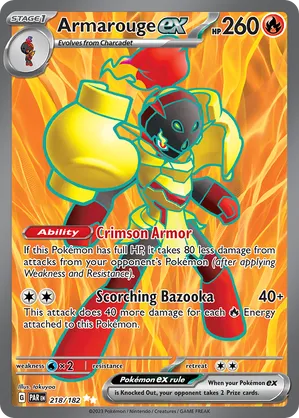 STAGE 1
Armarouge ex HP 260
Evolves from Charcadet
Ability Crimson Armor
If this Pokémon has full HP, it takes 80 less damage from
attacks from your opponent's Pokémon (after applying
Weakness and Resistance).
Scorching Bazooka 40+
This attack does 40 more damage for each Energy
attached to this Pokémon.
weakness ×2 resistance retreat
Illus. takuyoa
Pokémon ex rule
G PAR EN 218/182
When your Pokémon ex
is Knocked Out, your opponent takes 2 Prize cards.
©2023 Pokémon / Nintendo / Creatures / GAME FREAK